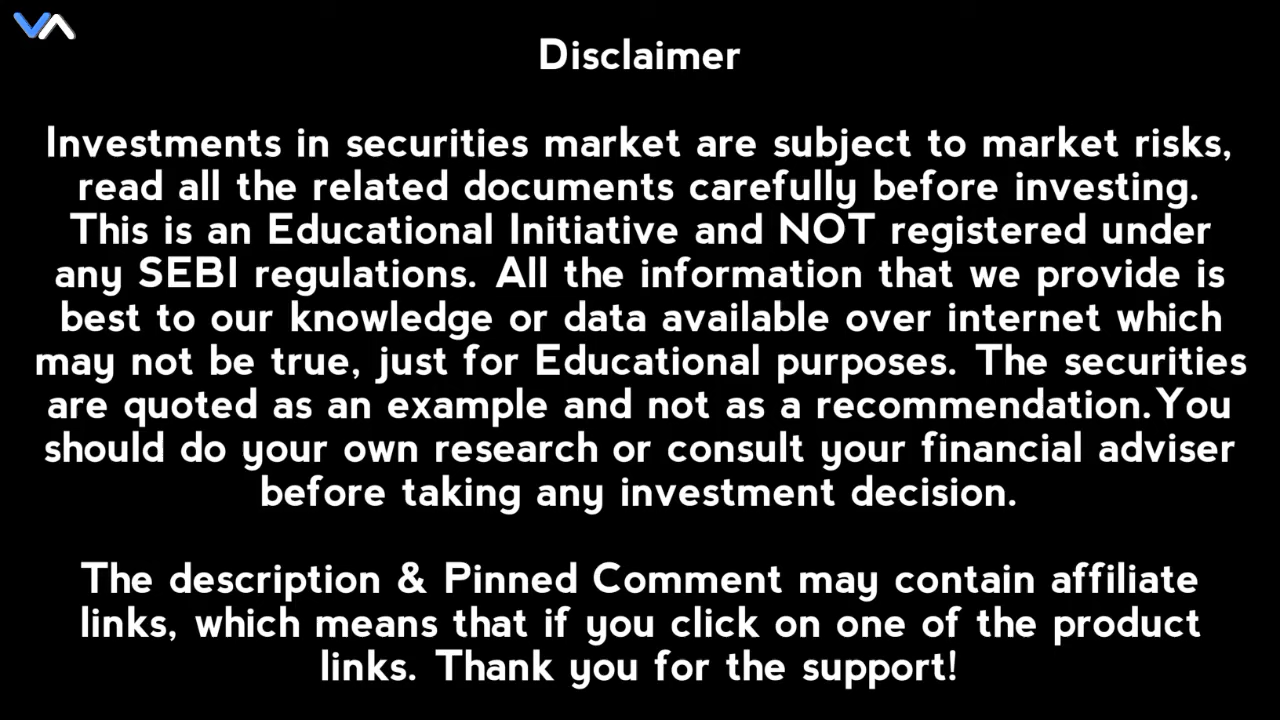 VA
Disclaimer
Investments in securities market are subject to market risks,
read all the related documents carefully before investing.
This is an Educational Initiative and NOT registered under
any SEBI regulations. All the information that we provide is
best to our knowledge or data available over internet which
may not be true, just for Educational purposes. The securities
are quoted as an example and not as a recommendation.You
should do your own research or consult your financial adviser
before taking any investment decision.
The description & Pinned Comment may contain affiliate
links, which means that if you click on one of the product
links. Thank you for the support!